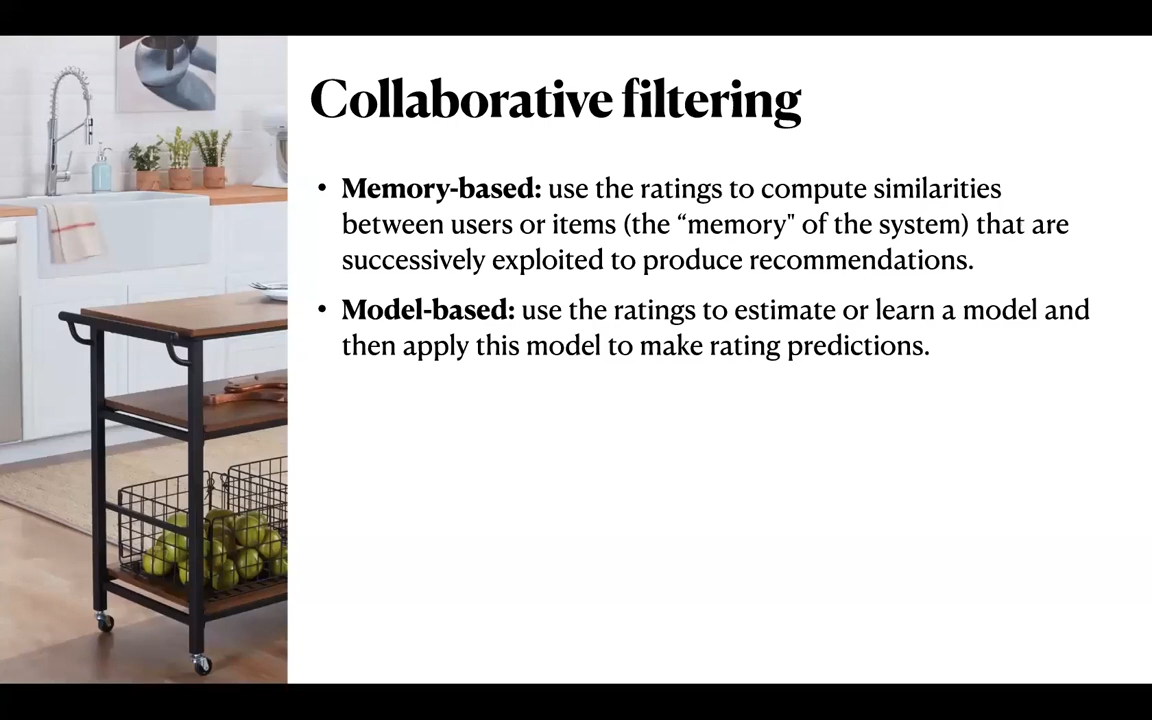 Collaborative filtering
• Memory-based: use the ratings to compute similarities
between users or items (the “memory" of the system) that are
successively exploited to produce recommendations.
• Model-based: use the ratings to estimate or learn a model and
then apply this model to make rating predictions.